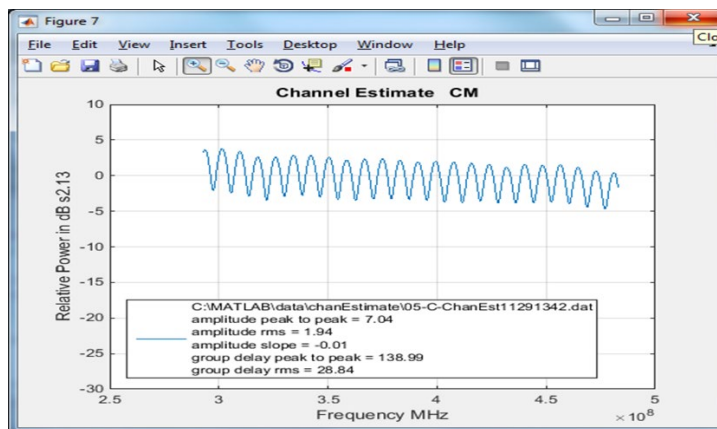 Figure 7
Clo
File Edit View Insert Tools Desktop Window Help
Channel Estimate CM
10
5
0
-5
-10
-15
-20
-25
-30
Relative Power in dB s2.13
C:\MATLAB\data\chanEstimate\05-C-ChanEst11291342.dat
amplitude peak to peak = 7.04
amplitude rms = 1.94
amplitude slope = -0.01
group delay peak to peak = 138.99
group delay rms = 28.84
2.5 3 3.5 4 4.5 5
Frequency MHz
× 10^8